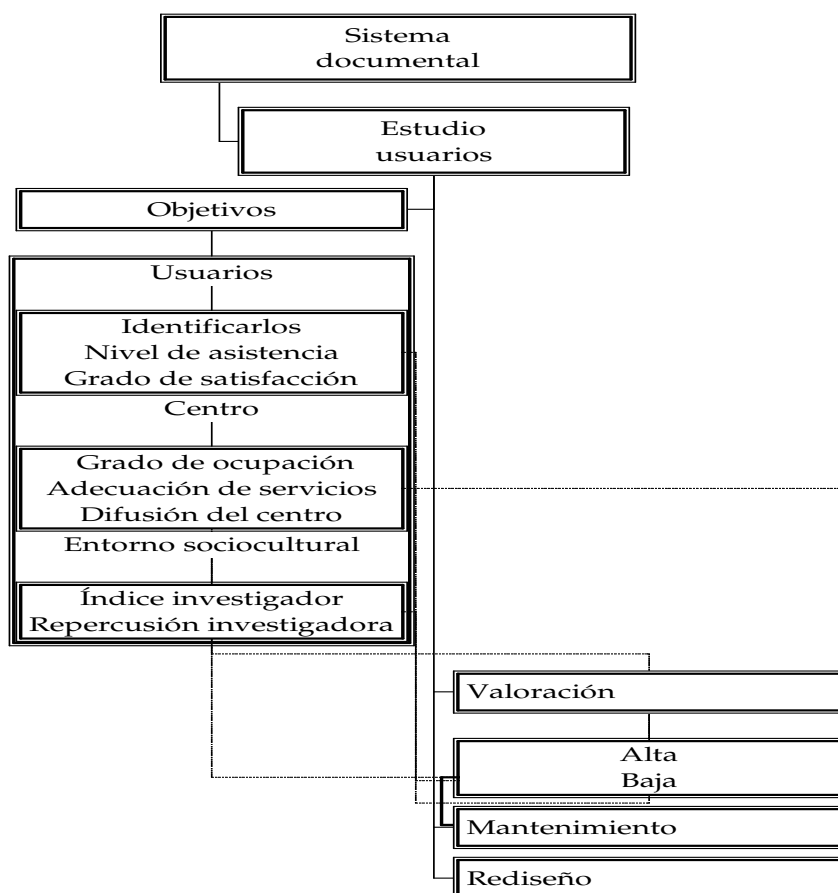 Sistema
documental
Estudio
usuarios
Objetivos
Usuarios
Identificarlos
Nivel de asistencia
Grado de satisfacción
Centro
Grado de ocupación
Adecuación de servicios
Difusión del centro
Entorno sociocultural
Índice investigador
Repercusión investigadora
Valoración
Alta
Baja
Mantenimiento
Rediseño